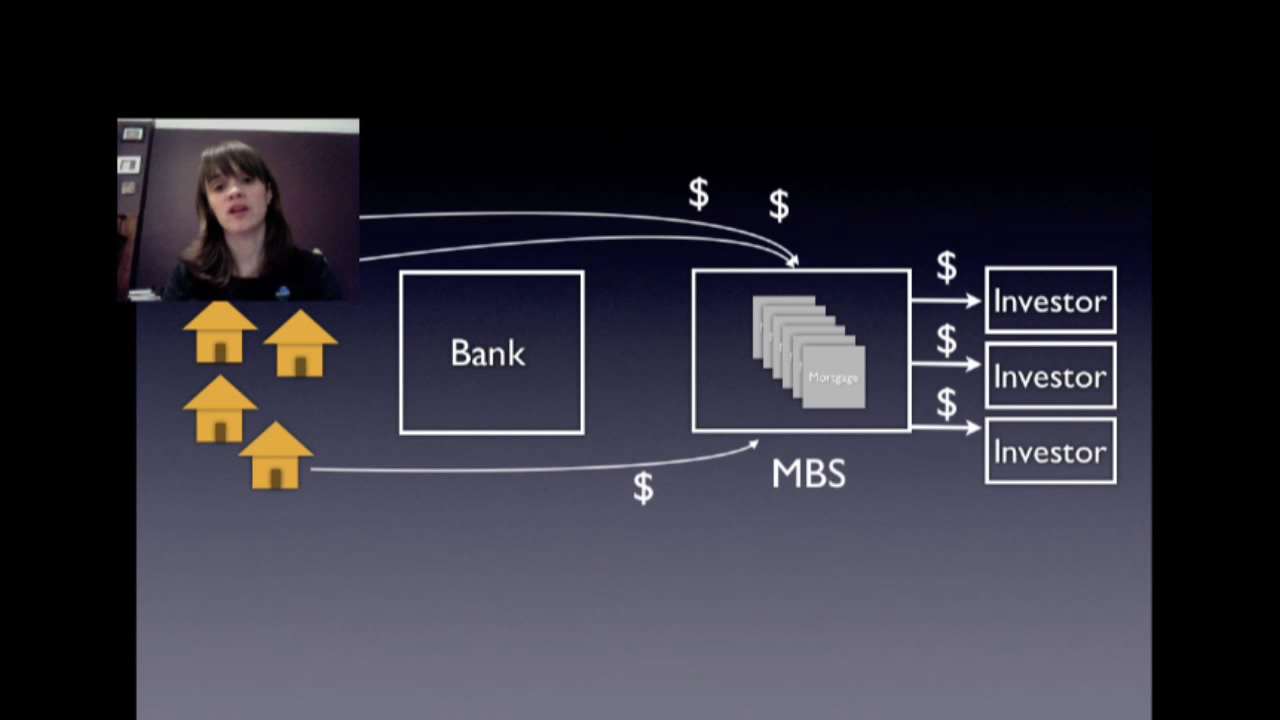 $
$
$
Investor
Bank
$
Investor
Mortgage
$
Investor
MBS
$